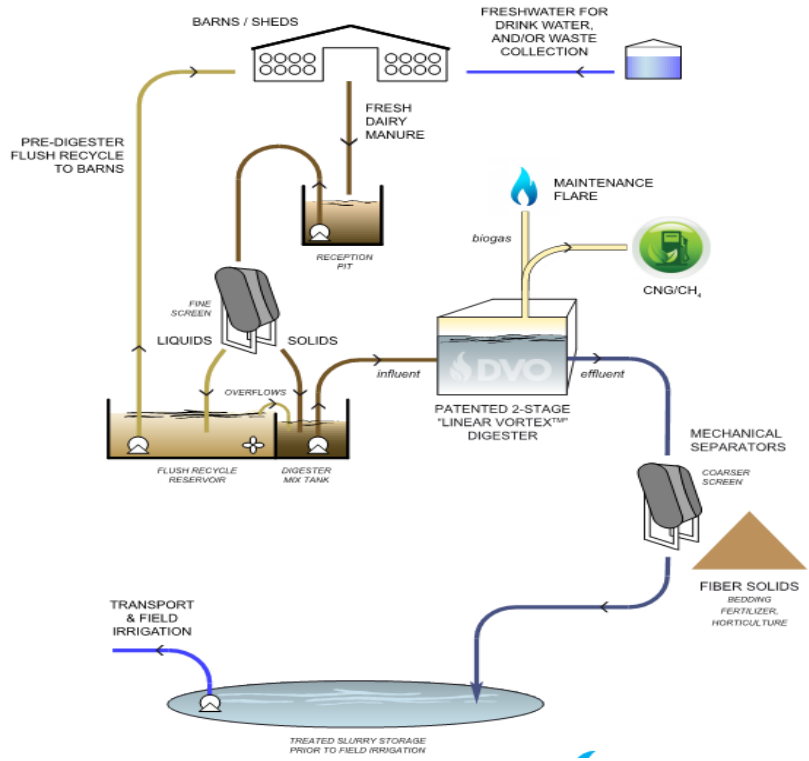 BARNS / SHEDS
FRESHWATER FOR
DRINK WATER,
AND/OR WASTE
COLLECTION
FRESH
DAIRY
MANURE
PRE-DIGESTER
FLUSH RECYCLE
TO BARNS
RECEPTION
PIT
MAINTENANCE
FLARE
biogas
CNG/CH₄
FINE
SCREEN
LIQUIDS
SOLIDS
OVERFLOWS
influent
DVO
effluent
PATENTED 2-STAGE
"LINEAR VORTEX™"
DIGESTER
FLUSH RECYCLE
RESERVOIR
DIGESTER
MIX TANK
MECHANICAL
SEPARATORS
COARSER
SCREEN
FIBER SOLIDS
BEDDING
FERTILIZER,
HORTICULTURE
TRANSPORT
& FIELD
IRRIGATION
TREATED SLURRY STORAGE
PRIOR TO FIELD IRRIGATION